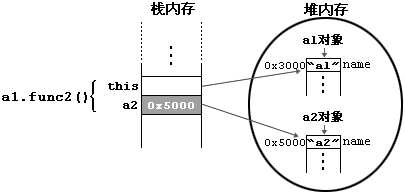 栈内存
堆内存
a1对象
0x3000 "a1" name
this
a1.func2()
a2 0x5000
a2对象
0x5000 "a2" name